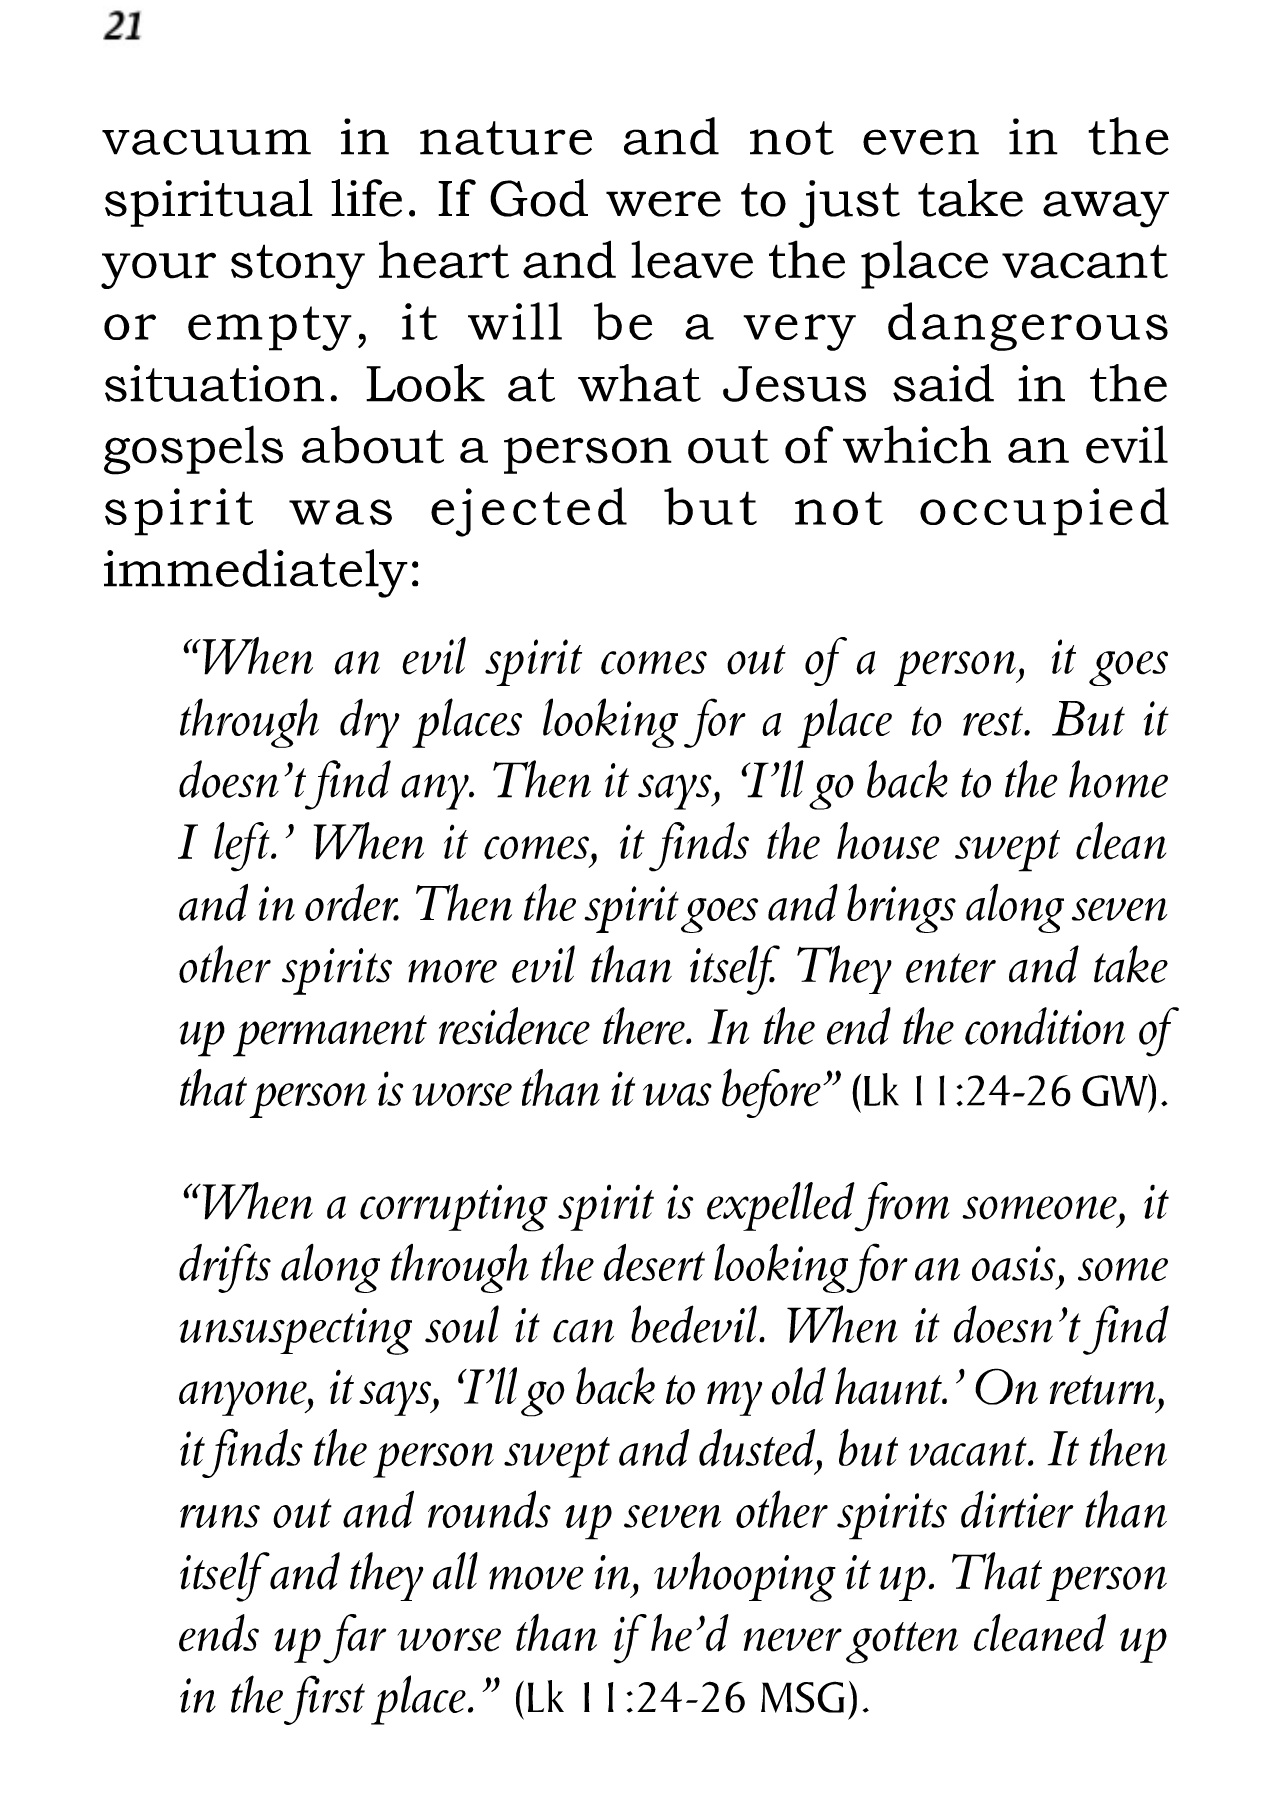 21
vacuum in nature and not even in the
spiritual life. If God were to just take away
your stony heart and leave the place vacant
or empty, it will be a very dangerous
situation. Look at what Jesus said in the
gospels about a person out of which an evil
spirit was ejected but not occupied
immediately:
“When an evil spirit comes out of a person, it goes
through dry places looking for a place to rest. But it
doesn’t find any. Then it says, ‘I’ll go back to the home
I left.’ When it comes, it finds the house swept clean
and in order. Then the spirit goes and brings along seven
other spirits more evil than itself. They enter and take
up permanent residence there. In the end the condition of
that person is worse than it was before” (Lk 11:24-26 GW).
“When a corrupting spirit is expelled from someone, it
drifts along through the desert looking for an oasis, some
unsuspecting soul it can bedevil. When it doesn’t find
anyone, it says, ‘I’ll go back to my old haunt.’ On return,
it finds the person swept and dusted, but vacant. It then
runs out and rounds up seven other spirits dirtier than
itself and they all move in, whooping it up. That person
ends up far worse than if he’d never gotten cleaned up
in the first place.” (Lk 11:24-26 MSG).